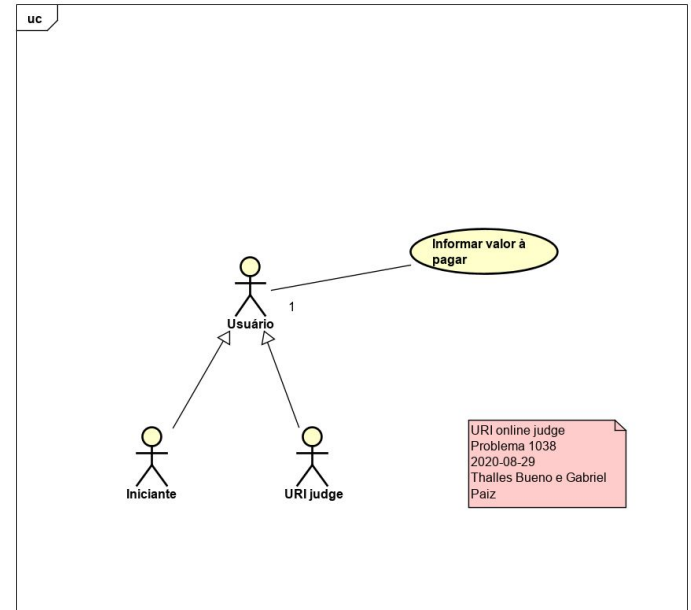 uc
Informar valor à
pagar
1
Usuário
Iniciante
URI judge
URI online judge
Problema 1038
2020-08-29
Thalles Bueno e Gabriel
Paiz